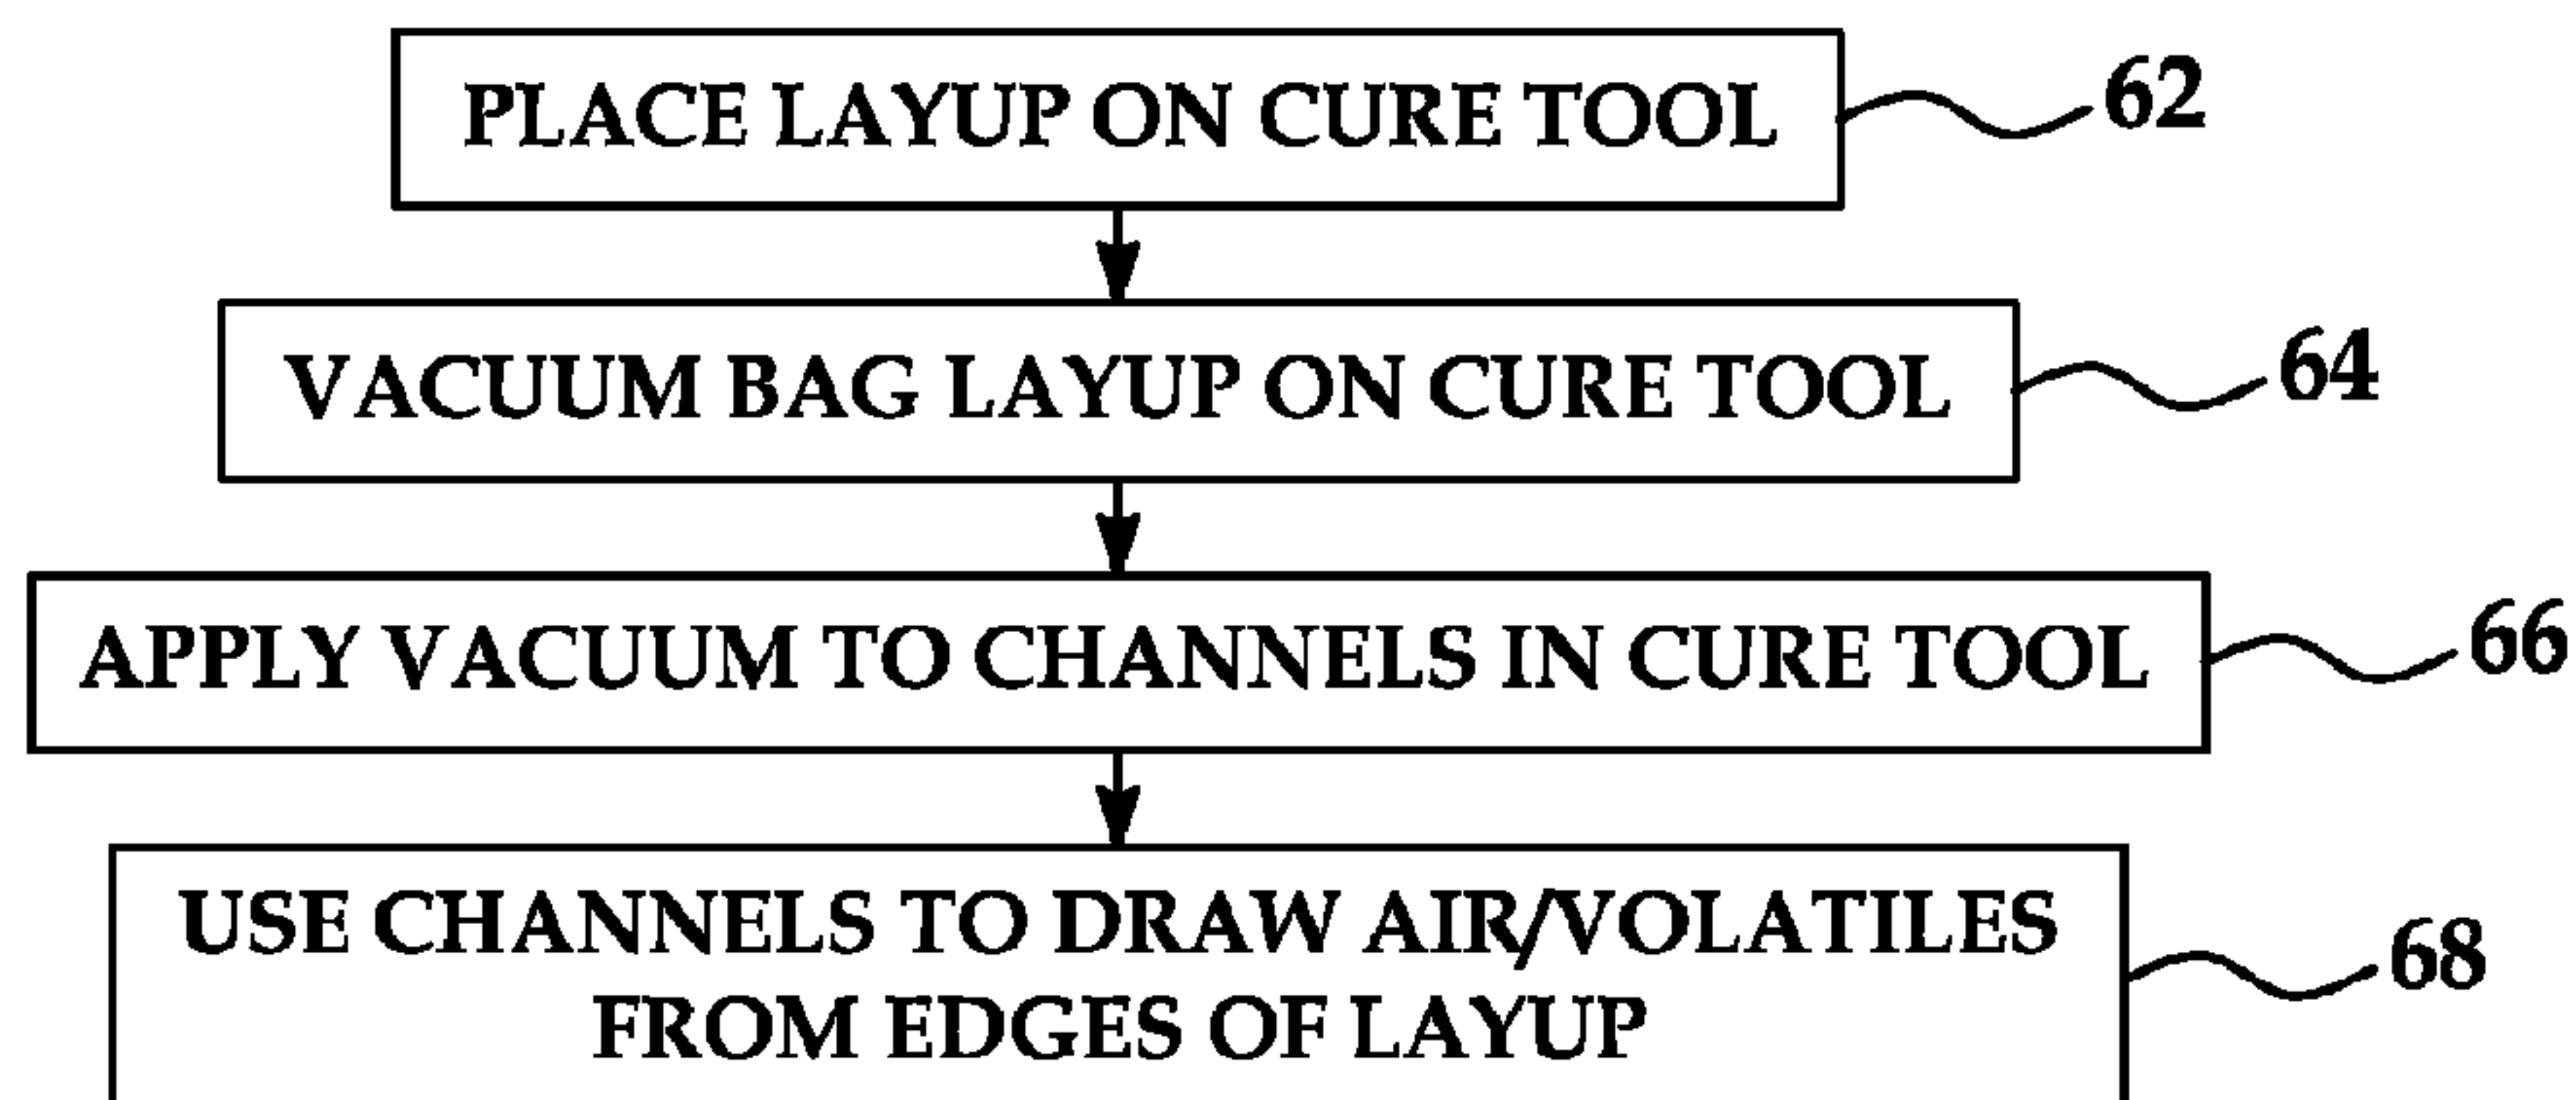 PLACE LAYUP ON CURE TOOL 62
VACUUM BAG LAYUP ON CURE TOOL 64
APPLY VACUUM TO CHANNELS IN CURE TOOL 66
USE CHANNELS TO DRAW AIR/VOLATILES
FROM EDGES OF LAYUP 68